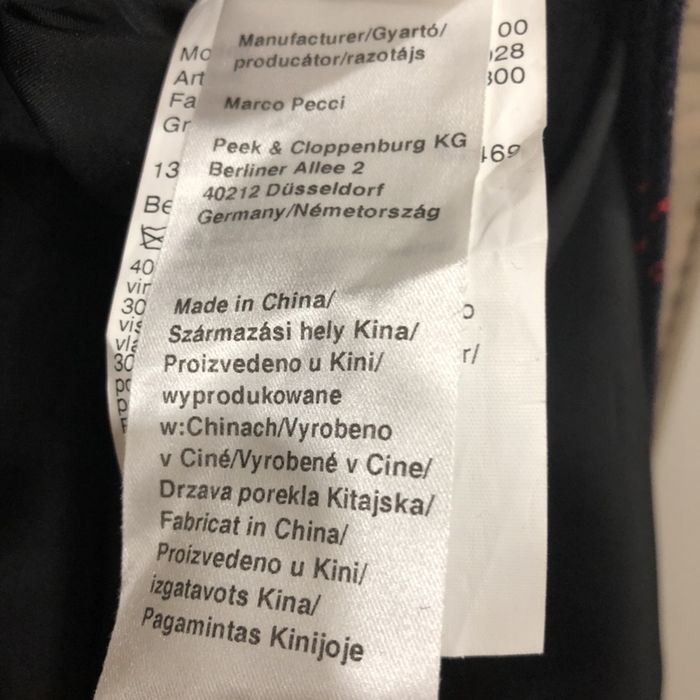 Manufacturer/Gyartó/
producátor/razotájs
Marco Pecci
Peek & Cloppenburg KG
Berliner Allee 2
40212 Düsseldorf
Germany/Németország
Made in China/
Származási hely Kina/
Proizvedeno u Kini/
wyprodukowane
w:Chinach/Vyrobeno
v Ciné/Vyrobené v Cine/
Drzava porekla Kitajska/
Fabricat in China/
Proizvedeno u Kini/
izgatavots Kina/
Pagamintas Kinijoje